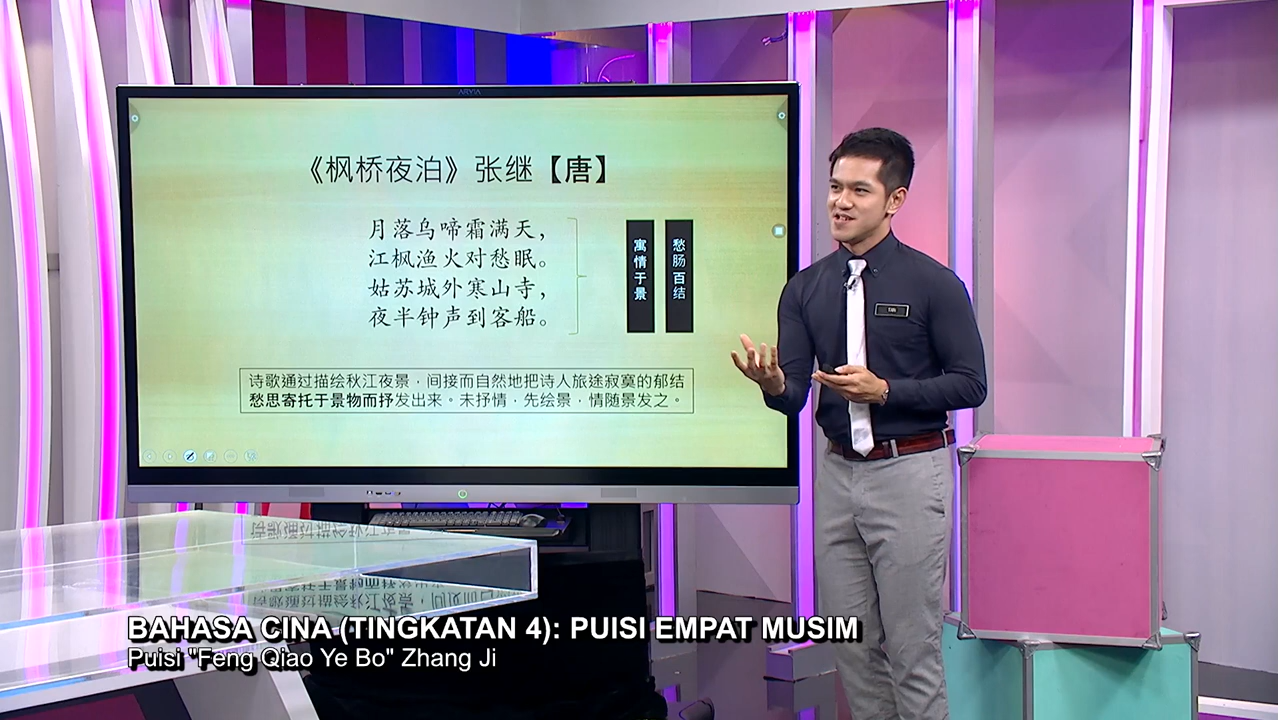 ARVIA
《枫桥夜泊》张继【唐】
月落乌啼霜满天，
江枫渔火对愁眠。
姑苏城外寒山寺，
夜半钟声到客船。
愁肠百结
寓情于景
诗歌通过描绘秋江夜景，间接而自然地把诗人旅途寂寞的郁结
愁思寄托于景物而抒发出来。未抒情，先绘景，情随景发之。
BAHASA CINA (TINGKATAN 4): PUISI EMPAT MUSIM
Puisi "Feng Qiao Ye Bo" Zhang Ji